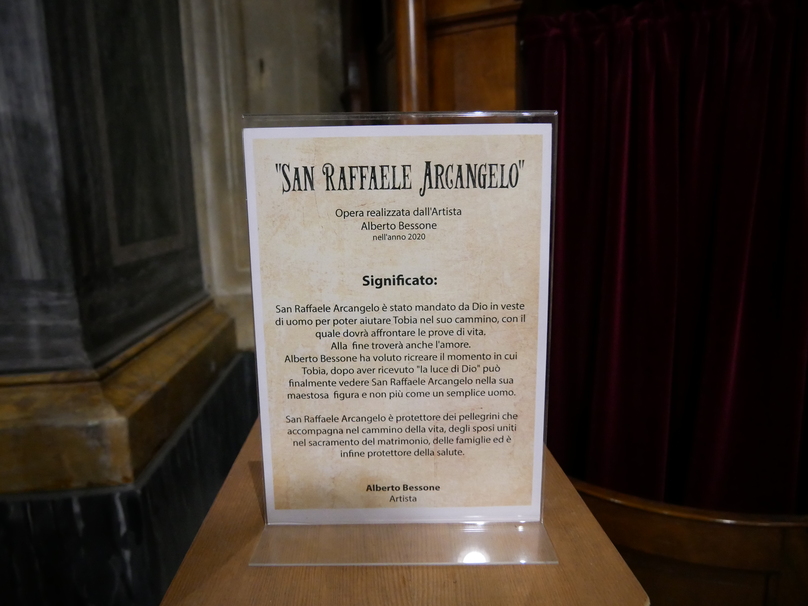 "San Raffaele Arcangelo"
Opera realizzata dall'Artista
Alberto Bessone
nell'anno 2020
Significato:
San Raffaele Arcangelo è stato mandato da Dio in veste
di uomo per poter aiutare Tobia nel suo cammino, con il
quale dovrà affrontare le prove di vita.
Alla fine troverà anche l'amore.
Alberto Bessone ha voluto ricreare il momento in cui
Tobia, dopo aver ricevuto "la luce di Dio" può
finalmente vedere San Raffaele Arcangelo nella sua
maestosa figura e non più come un semplice uomo.
San Raffaele Arcangelo è protettore dei pellegrini che
accompagna nel cammino della vita, degli sposi uniti
nel sacramento del matrimonio, delle famiglie ed è
infine protettore della salute.
Alberto Bessone
Artista